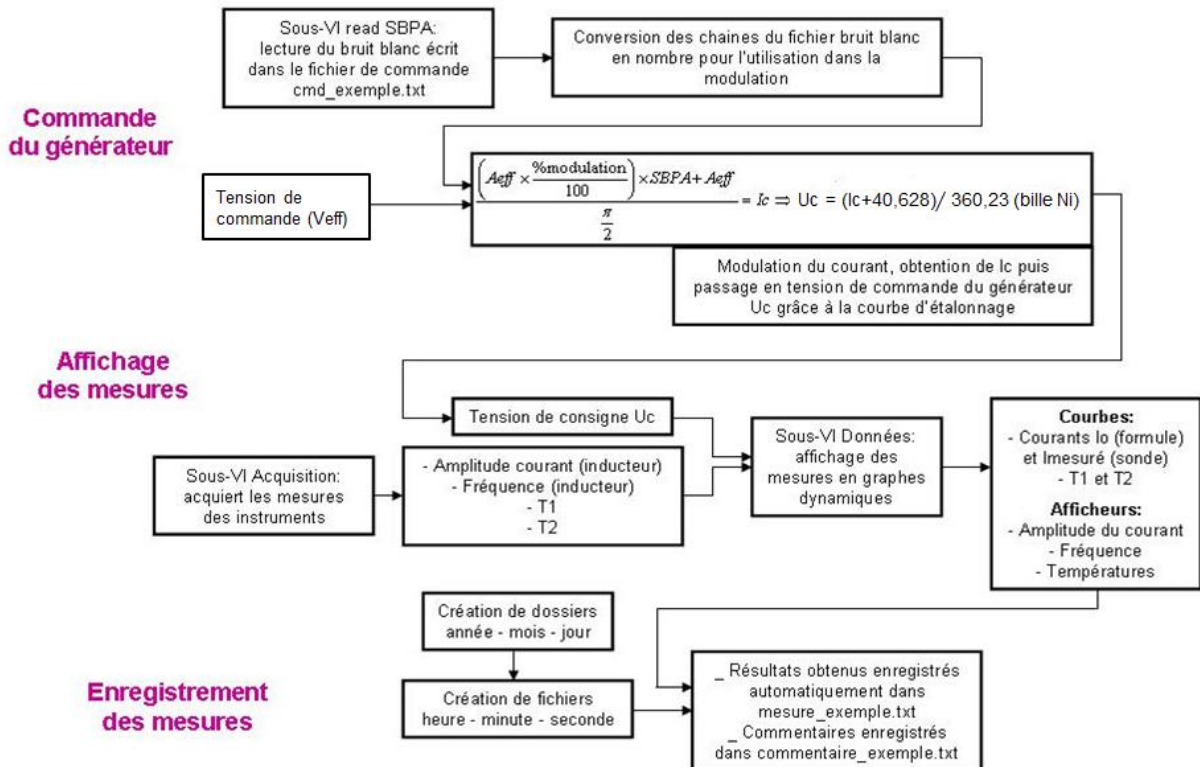 Sous-VI read SBPA:
lecture du bruit blanc écrit
dans le fichier de commande
cmd_exemple.txt
Conversion des chaines du fichier bruit blanc
en nombre pour l'utilisation dans la
modulation
Commande
du générateur
Tension de
commande (Veff)
(Aeff × %modulation/100) × SBPA + Aeff
π/2
= Ic ⇒ Uc = (Ic+40,628)/ 360,23 (bille Ni)
Modulation du courant, obtention de Ic puis
passage en tension de commande du générateur
Uc grâce à la courbe d'étalonnage
Affichage
des mesures
Tension de consigne Uc
Sous-VI Acquisition:
acquiert les mesures
des instruments
- Amplitude courant (inducteur)
- Fréquence (inducteur)
- T1
- T2
Sous-VI Données:
affichage des
mesures en graphes
dynamiques
Courbes:
- Courants Io (formule)
et Imesuré (sonde)
- T1 et T2
Afficheurs:
- Amplitude du courant
- Fréquence
- Températures
Enregistrement
des mesures
Création de dossiers
année - mois - jour
Création de fichiers
heure - minute - seconde
_ Résultats obtenus enregistrés
automatiquement dans
mesure_exemple.txt
_ Commentaires enregistrés
dans commentaire_exemple.txt